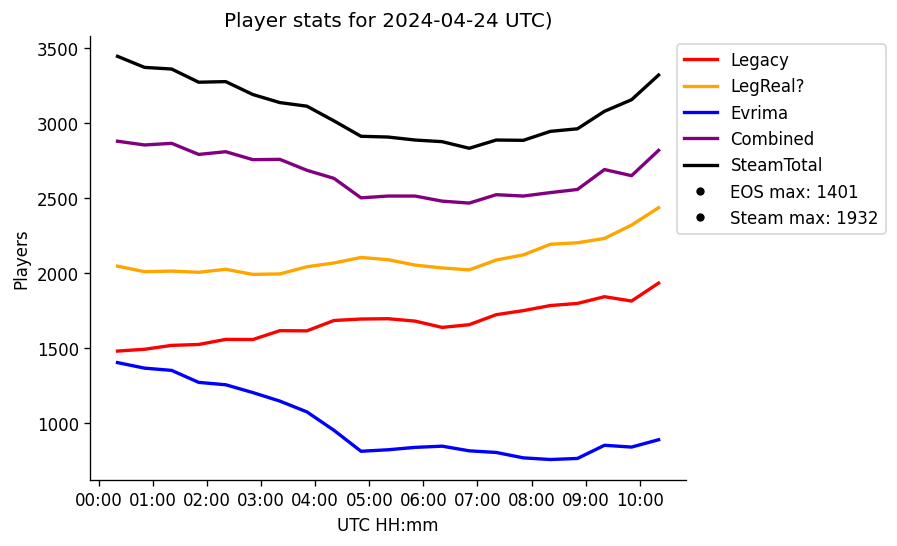 Player stats for 2024-04-24 UTC)
3500
3000
2500
2000
1500
1000
Players
00:00 01:00 02:00 03:00 04:00 05:00 06:00 07:00 08:00 09:00 10:00
UTC HH:mm
Legacy
LegReal?
Evrima
Combined
SteamTotal
EOS max: 1401
Steam max: 1932